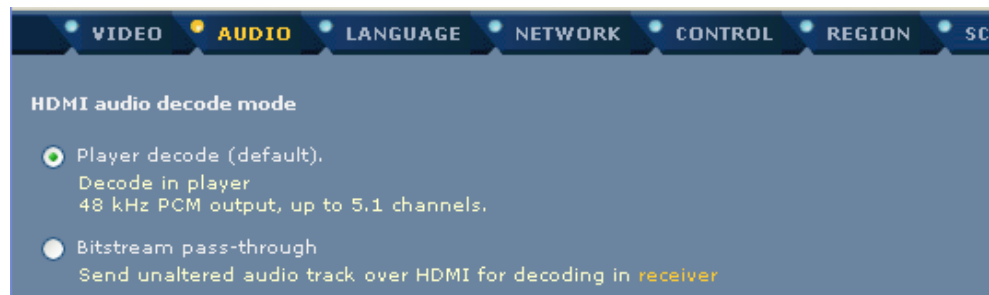 VIDEO AUDIO LANGUAGE NETWORK CONTROL REGION SC
HDMI audio decode mode
Player decode (default).
Decode in player
48 kHz PCM output, up to 5.1 channels.
Bitstream pass-through
Send unaltered audio track over HDMI for decoding in receiver